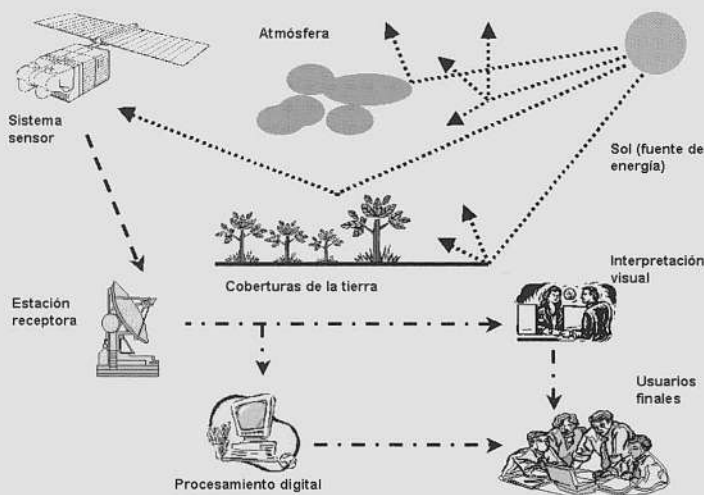 Atmósfera
Sistema
sensor
Sol (fuente de
energía)
Coberturas de la tierra
Interpretación
visual
Estación
receptora
Usuarios
finales
Procesamiento digital